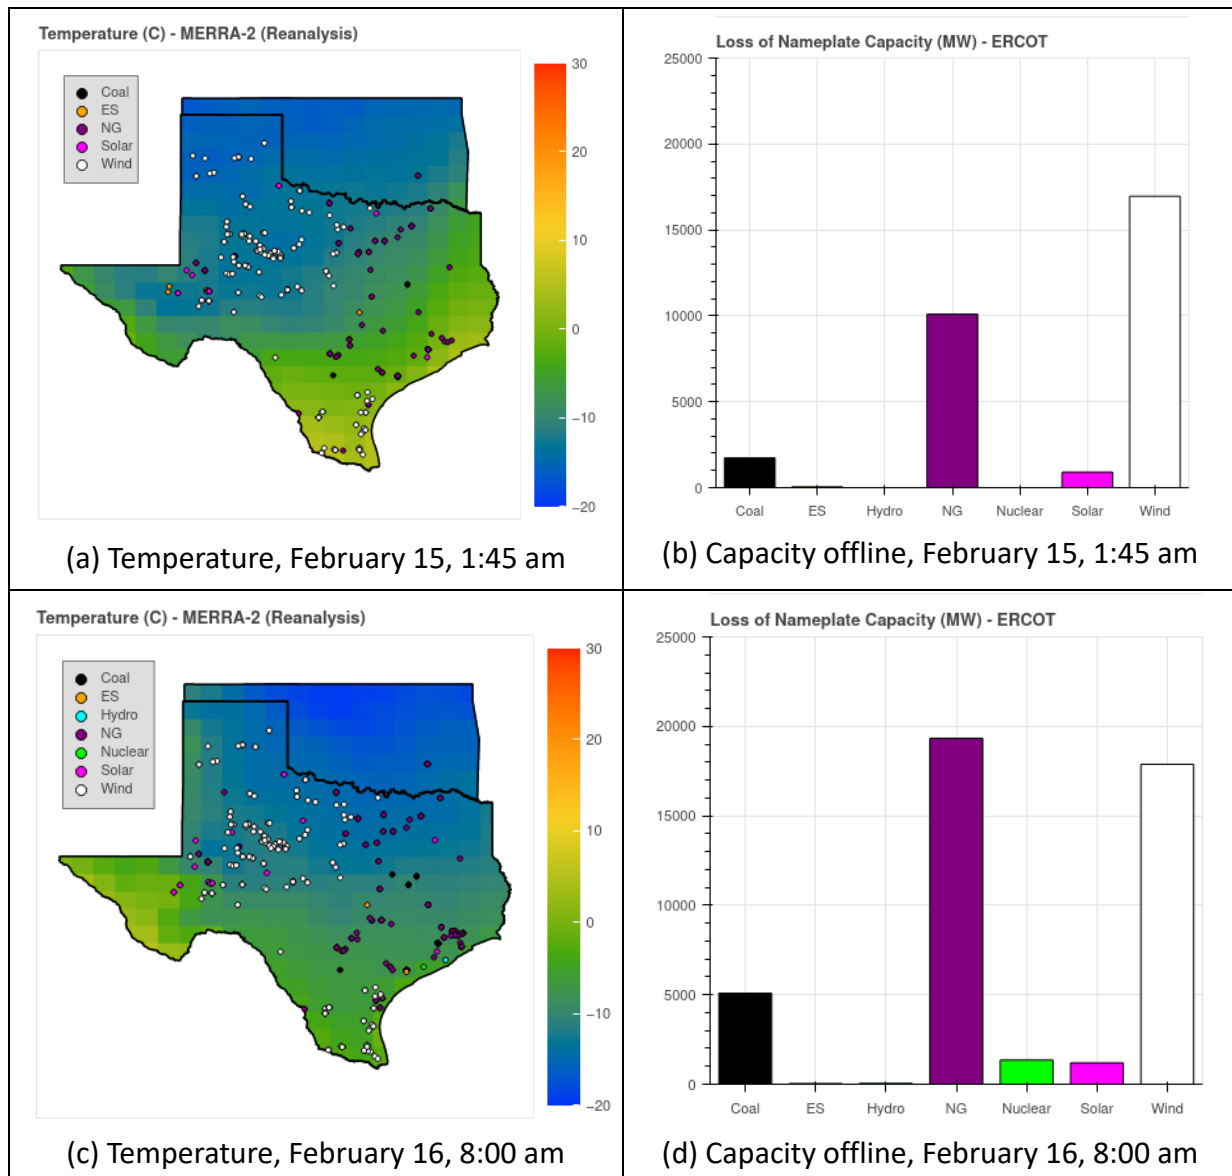 Temperature (C) - MERRA-2 (Reanalysis)
Coal
ES
NG
Solar
Wind
30
20
10
0
−10
−20
(a) Temperature, February 15, 1:45 am
Loss of Nameplate Capacity (MW) - ERCOT
25000
20000
15000
10000
5000
0
Coal ES Hydro NG Nuclear Solar Wind
(b) Capacity offline, February 15, 1:45 am
Temperature (C) - MERRA-2 (Reanalysis)
Coal
ES
Hydro
NG
Nuclear
Solar
Wind
30
20
10
0
−10
−20
(c) Temperature, February 16, 8:00 am
Loss of Nameplate Capacity (MW) - ERCOT
25000
20000
15000
10000
5000
0
Coal ES Hydro NG Nuclear Solar Wind
(d) Capacity offline, February 16, 8:00 am